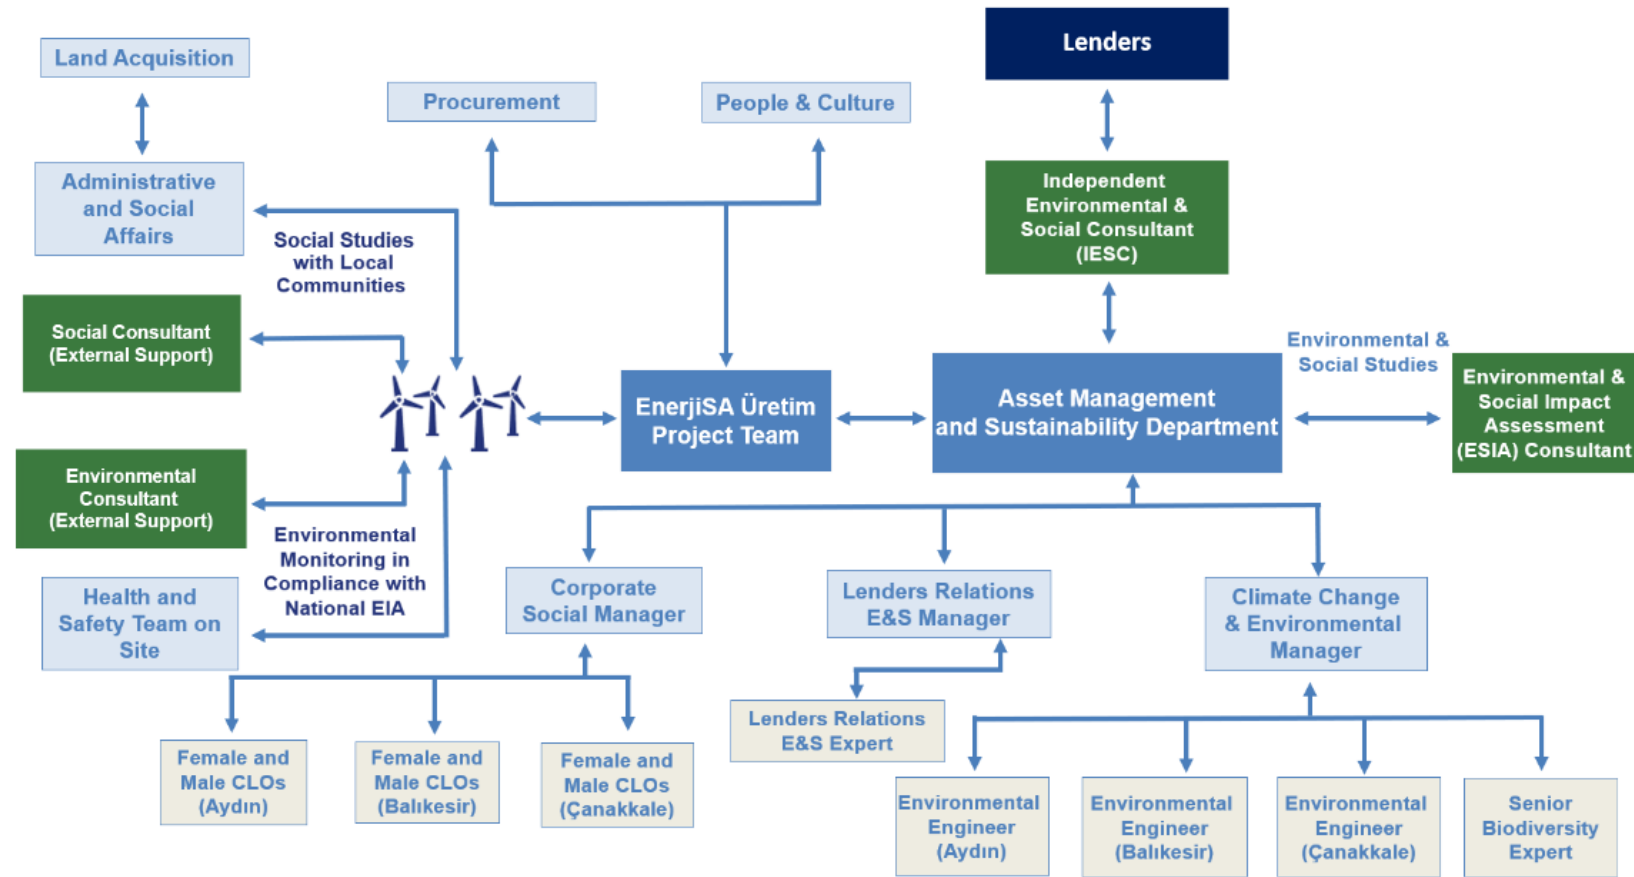 Lenders
Land Acquisition
Procurement
People & Culture
Administrative
and Social
Affairs
Independent
Environmental &
Social Consultant
(IESC)
Social Studies
with Local
Communities
Social Consultant
(External Support)
Environmental &
Social Studies
EnerjiSA Üretim
Project Team
Asset Management
and Sustainability Department
Environmental &
Social Impact
Assessment
(ESIA) Consultant
Environmental
Consultant
(External Support)
Environmental
Monitoring in
Compliance with
National EIA
Health and
Safety Team on
Site
Corporate
Social Manager
Lenders Relations
E&S Manager
Climate Change
& Environmental
Manager
Lenders Relations
E&S Expert
Female and
Male CLOs
(Aydın)
Female and
Male CLOs
(Balıkesir)
Female and
Male CLOs
(Çanakkale)
Environmental
Engineer
(Aydın)
Environmental
Engineer
(Balıkesir)
Environmental
Engineer
(Çanakkale)
Senior
Biodiversity
Expert